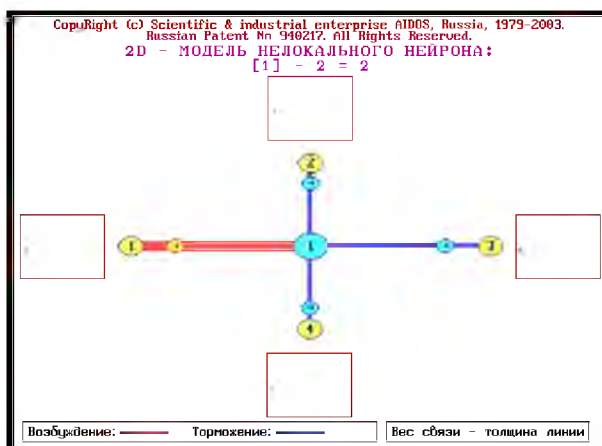 CopyRight (c) Scientific & industrial enterprise AIDOS, Russia, 1979-2003.
Russian Patent No 940217. All Rights Reserved.
2D - МОДЕЛЬ НЕЛОКАЛЬНОГО НЕЙРОНА:
[1] - 2 = 2
2
1
1
3
4
Возбуждение:
Торможение:
Вес связи - толщина линии